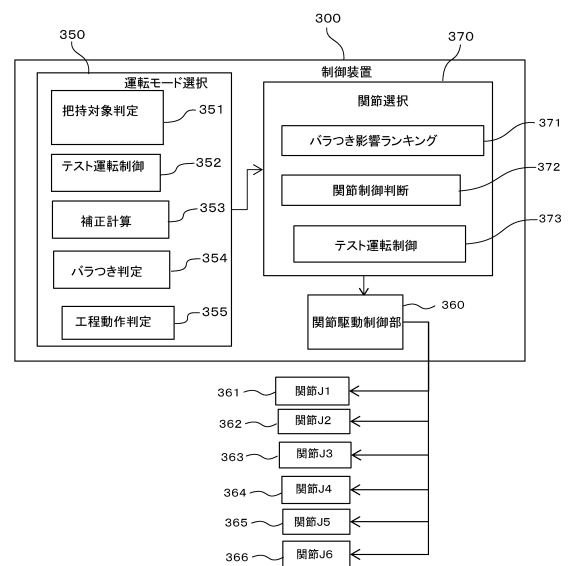 300
350
370
制御装置
運転モード選択
把持対象判定
351
テスト運転制御
352
補正計算
353
バラつき判定
354
工程動作判定
355
関節選択
バラつき影響ランキング
371
関節制御判断
372
テスト運転制御
373
関節駆動制御部
360
361
関節J1
362
関節J2
363
関節J3
364
関節J4
365
関節J5
366
関節J6